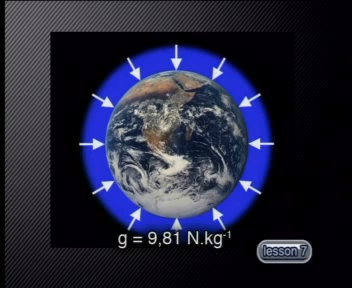 g = 9,81 N.kg⁻¹
lesson 7